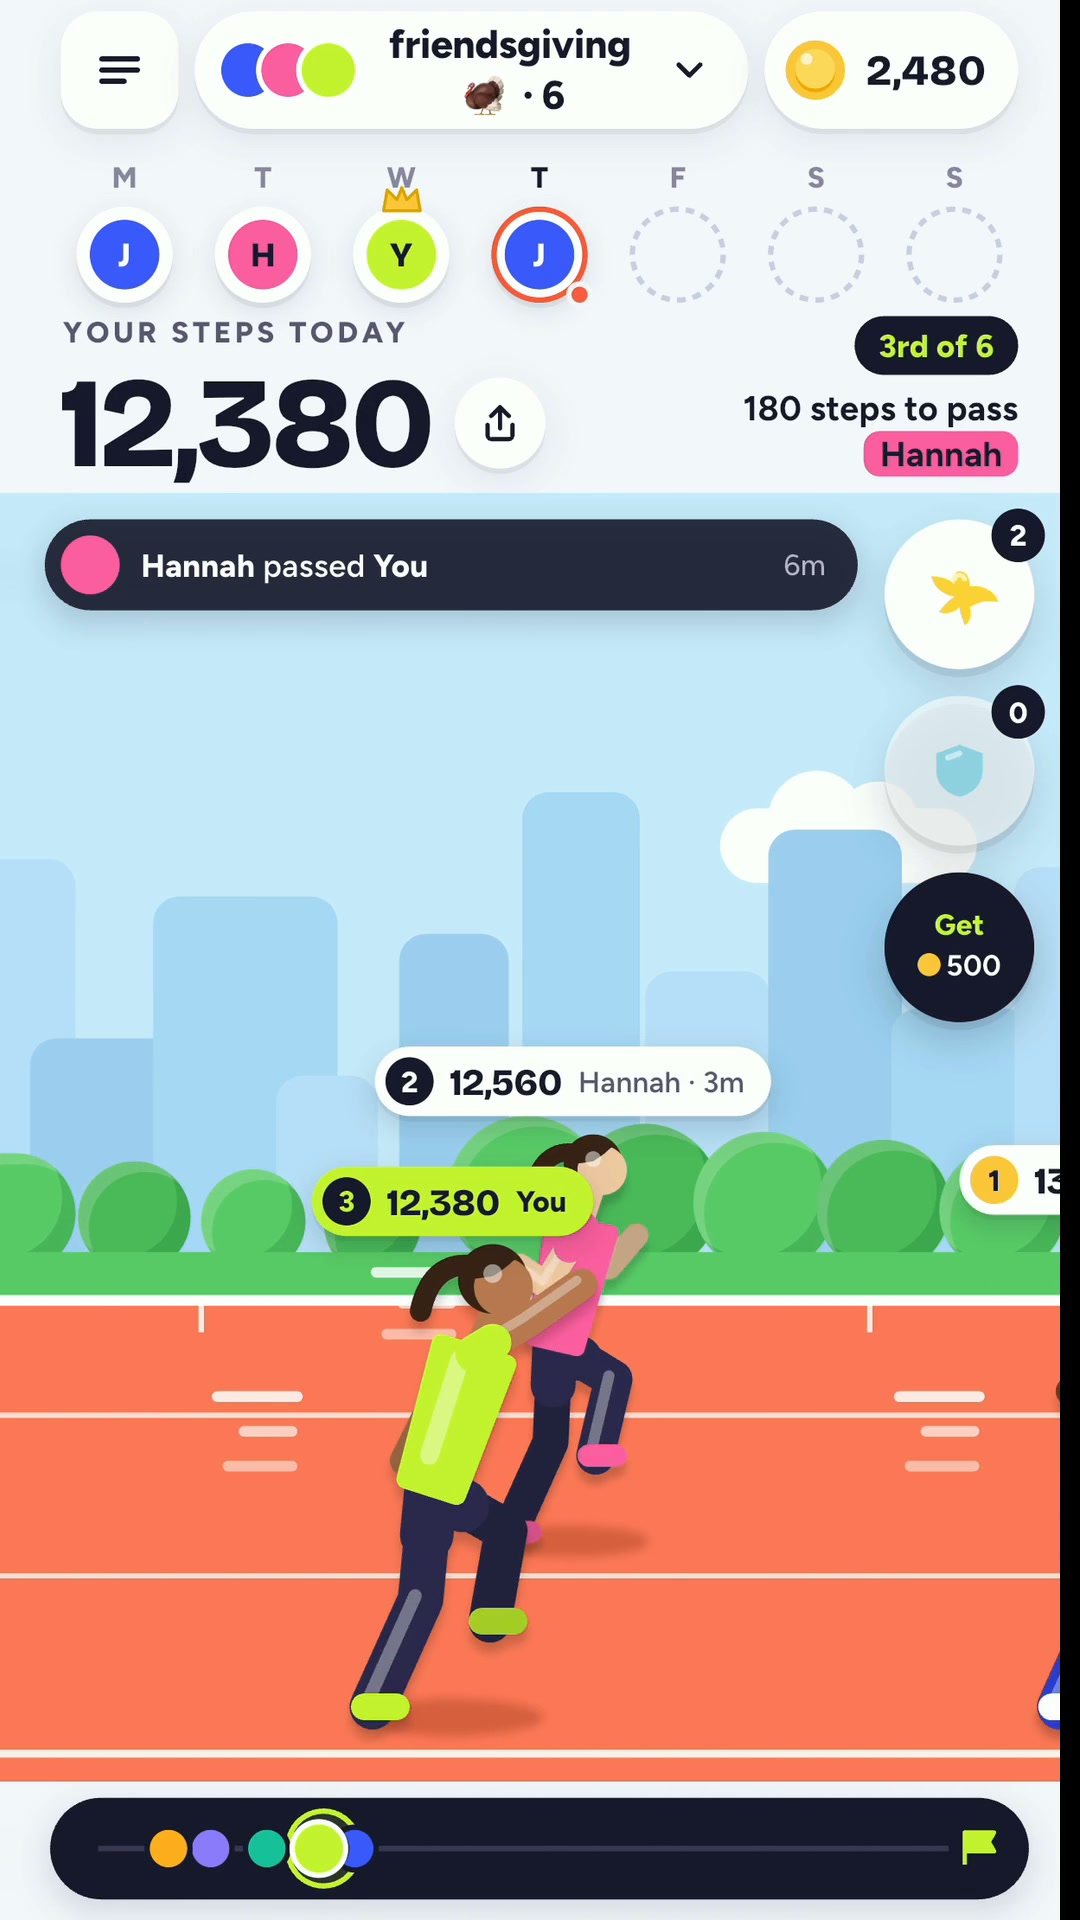 friendsgiving
🦃 · 6
2,480
M T W T F S S
J H Y J
YOUR STEPS TODAY
12,380
3rd of 6
180 steps to pass
Hannah
Hannah passed You 6m
2
0
Get
500
2 12,560 Hannah · 3m
3 12,380 You
1 13